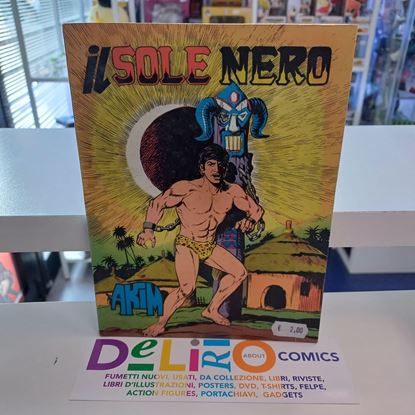 iL SOLE NERO
AKIM
€ 2,00
DeLiRiO ABOUT COMICS
FUMETTI NUOVI, USATI, DA COLLEZIONE, LIBRI, RIVISTE,
LIBRI D'ILLUSTRAZIONI, POSTERS, DVD, T-SHIRTS, FELPE,
ACTION FIGURES, PORTACHIAVI, GADGETS